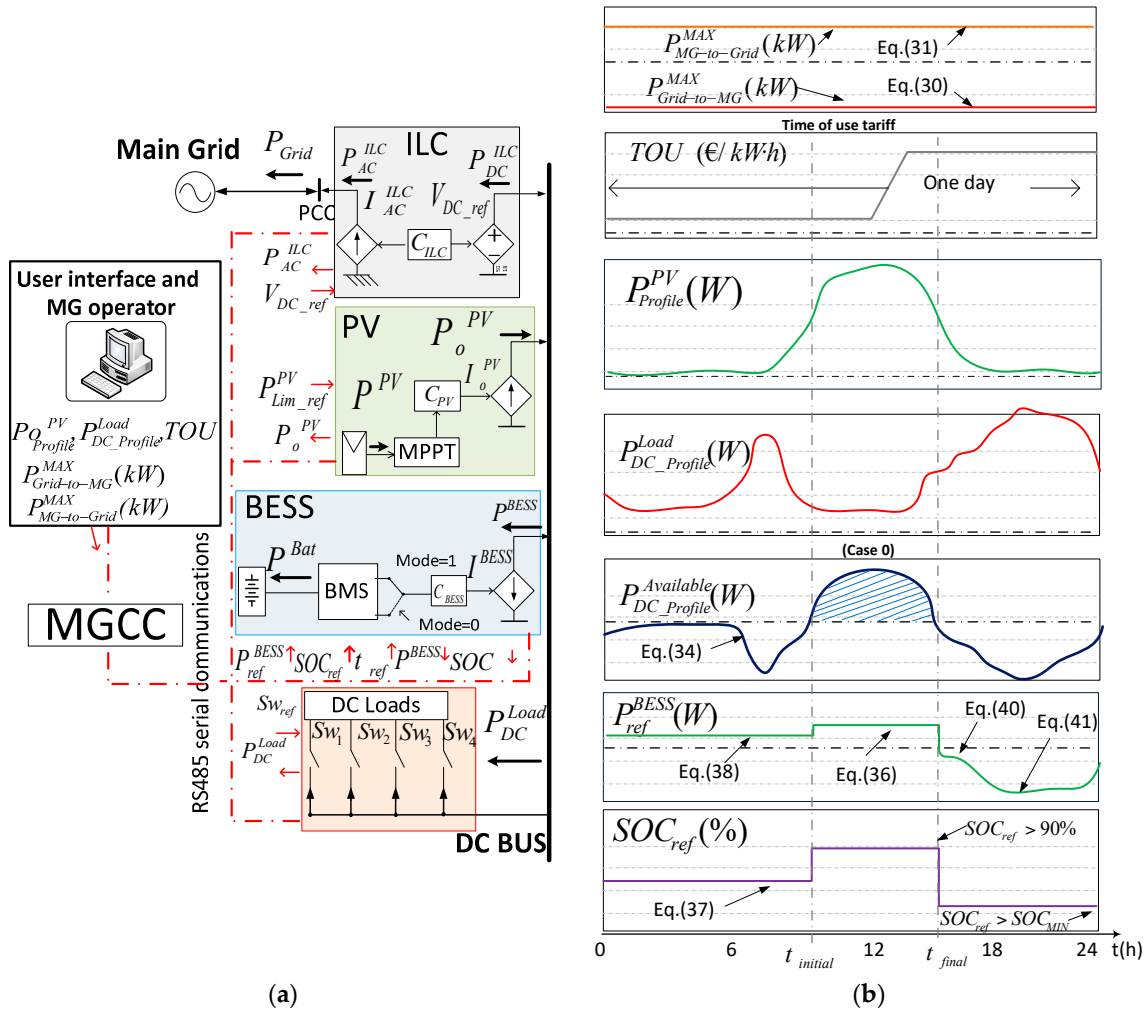 Main Grid
P_Grid
PCC
ILC
P_AC^ILC
P_DC^ILC
I_AC^ILC
V_DC_ref
C_ILC
P_AC^ILC
V_DC_ref
User interface and
MG operator
Po_Profile^PV, P_DC_Profile^Load, TOU
P_Grid–to–MG^MAX (kW)
P_MG–to–Grid^MAX (kW)
PV
P_o^PV
P^PV
I_o^PV
C_PV
MPPT
P_Lim_ref^PV
P_o^PV
BESS
P^BESS
P^Bat
BMS
Mode=1
Mode=0
C_BESS
I^BESS
MGCC
RS485 serial communications
P_ref^BESS ↑ SOC_ref ↑ t_ref ↑ P^BESS ↓ SOC ↓
Sw_ref
P_DC^Load
DC Loads
Sw_1 Sw_2 Sw_3 Sw_4
P_DC^Load
DC BUS
(a)
P_MG–to–Grid^MAX (kW)
Eq.(31)
P_Grid–to–MG^MAX (kW)
Eq.(30)
Time of use tariff
TOU (€/kW·h)
One day
P_Profile^PV (W)
P_DC_Profile^Load (W)
(Case 0)
P_DC_Profile^Available (W)
Eq.(34)
P_ref^BESS (W)
Eq.(38)
Eq.(36)
Eq.(40)
Eq.(41)
SOC_ref (%)
SOC_ref > 90%
Eq.(37)
SOC_ref > SOC_MIN
0 6 t_initial 12 t_final 18 24 t(h)
(b)